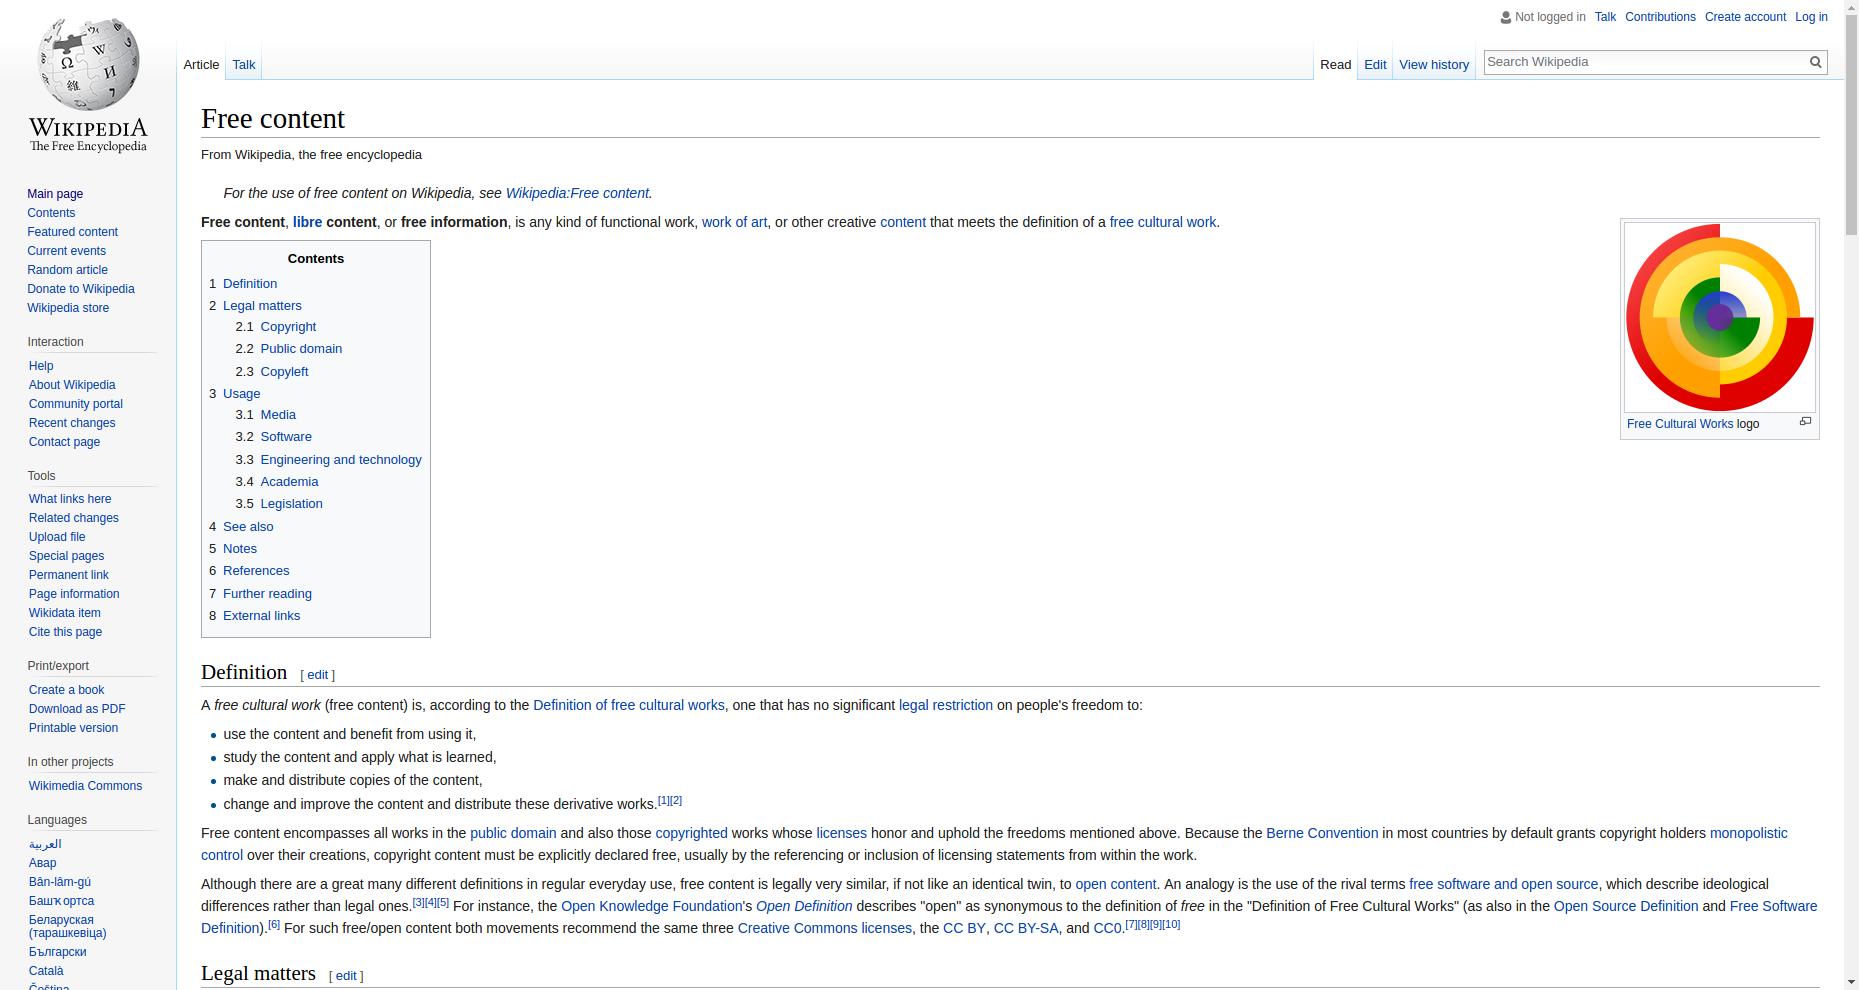 Not logged in Talk Contributions Create account Log in
Article Talk
Read Edit View history Search Wikipedia
WIKIPEDIA
The Free Encyclopedia
Main page
Contents
Featured content
Current events
Random article
Donate to Wikipedia
Wikipedia store
Interaction
Help
About Wikipedia
Community portal
Recent changes
Contact page
Tools
What links here
Related changes
Upload file
Special pages
Permanent link
Page information
Wikidata item
Cite this page
Print/export
Create a book
Download as PDF
Printable version
In other projects
Wikimedia Commons
Languages
العربية
Авар
Bân-lâm-gú
Башҡортса
Беларуская
(тарашкевіца)
Български
Català
Čeština
Free content
From Wikipedia, the free encyclopedia
For the use of free content on Wikipedia, see Wikipedia:Free content.
Free content, libre content, or free information, is any kind of functional work, work of art, or other creative content that meets the definition of a free cultural work.
Contents
1 Definition
2 Legal matters
2.1 Copyright
2.2 Public domain
2.3 Copyleft
3 Usage
3.1 Media
3.2 Software
3.3 Engineering and technology
3.4 Academia
3.5 Legislation
4 See also
5 Notes
6 References
7 Further reading
8 External links
Free Cultural Works logo
Definition [ edit ]
A free cultural work (free content) is, according to the Definition of free cultural works, one that has no significant legal restriction on people's freedom to:
use the content and benefit from using it,
study the content and apply what is learned,
make and distribute copies of the content,
change and improve the content and distribute these derivative works.[1][2]
Free content encompasses all works in the public domain and also those copyrighted works whose licenses honor and uphold the freedoms mentioned above. Because the Berne Convention in most countries by default grants copyright holders monopolistic
control over their creations, copyright content must be explicitly declared free, usually by the referencing or inclusion of licensing statements from within the work.
Although there are a great many different definitions in regular everyday use, free content is legally very similar, if not like an identical twin, to open content. An analogy is the use of the rival terms free software and open source, which describe ideological
differences rather than legal ones.[3][4][5] For instance, the Open Knowledge Foundation's Open Definition describes "open" as synonymous to the definition of free in the "Definition of Free Cultural Works" (as also in the Open Source Definition and Free Software
Definition).[6] For such free/open content both movements recommend the same three Creative Commons licenses, the CC BY, CC BY-SA, and CC0.[7][8][9][10]
Legal matters [ edit ]